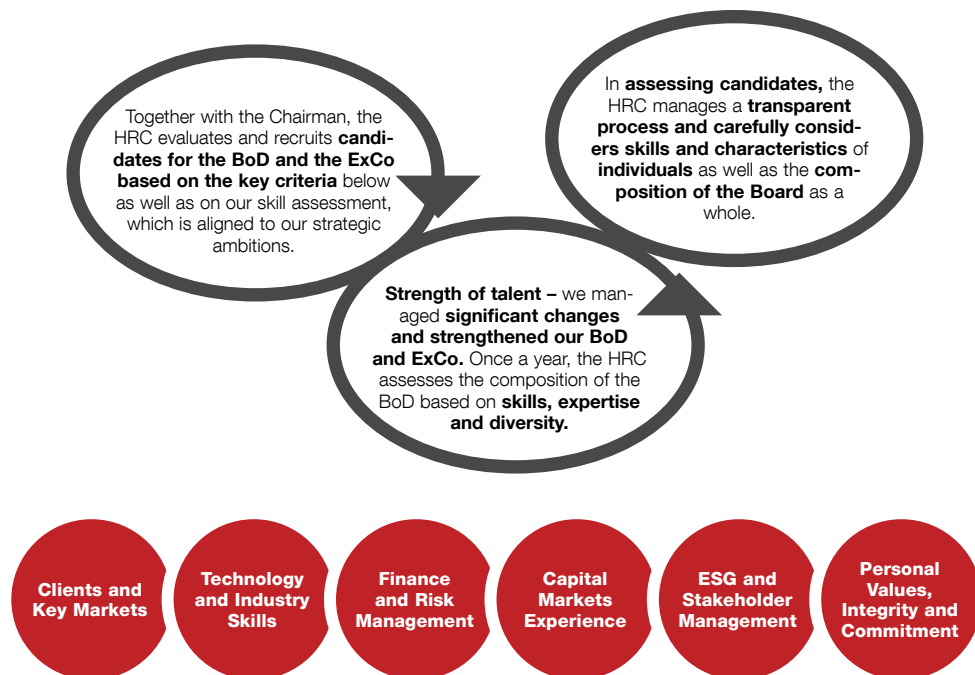 Together with the Chairman, the
HRC evaluates and recruits candi-
dates for the BoD and the ExCo
based on the key criteria below
as well as on our skill assessment,
which is aligned to our strategic
ambitions.
In assessing candidates, the
HRC manages a transparent
process and carefully consid-
ers skills and characteristics of
individuals as well as the com-
position of the Board as a
whole.
Strength of talent – we man-
aged significant changes
and strengthened our BoD
and ExCo. Once a year, the HRC
assesses the composition of the
BoD based on skills, expertise
and diversity.
Clients and
Key Markets
Technology
and Industry
Skills
Finance
and Risk
Management
Capital
Markets
Experience
ESG and
Stakeholder
Management
Personal
Values,
Integrity and
Commitment